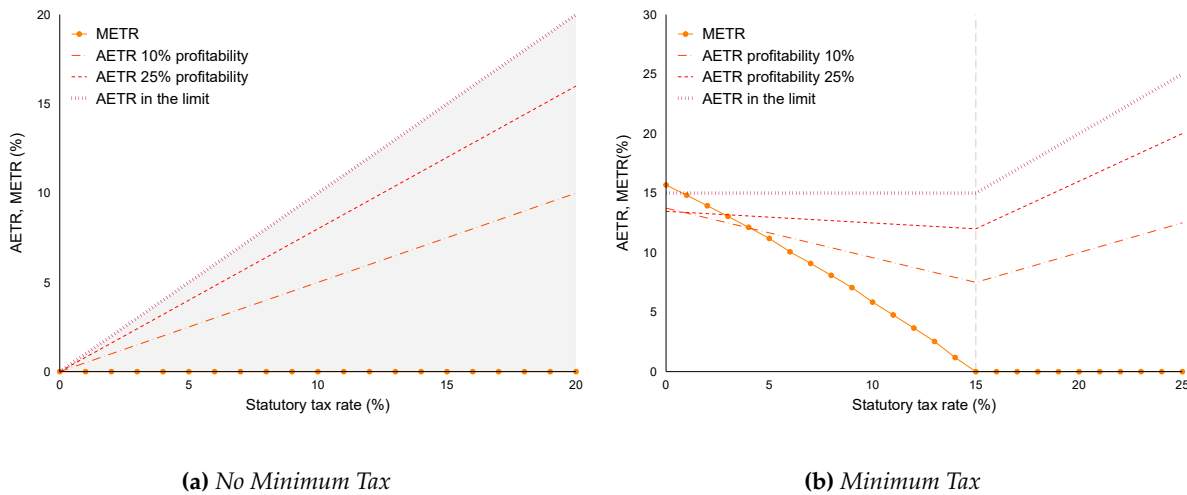 20
15
10
5
0
AETR, METR (%)
METR
AETR 10% profitability
AETR 25% profitability
AETR in the limit
0 5 10 15 20
Statutory tax rate (%)
(a) No Minimum Tax
30
25
20
15
10
5
0
AETR, METR(%)
METR
AETR profitability 10%
AETR profitability 25%
AETR in the limit
0 5 10 15 20 25
Statutory tax rate (%)
(b) Minimum Tax